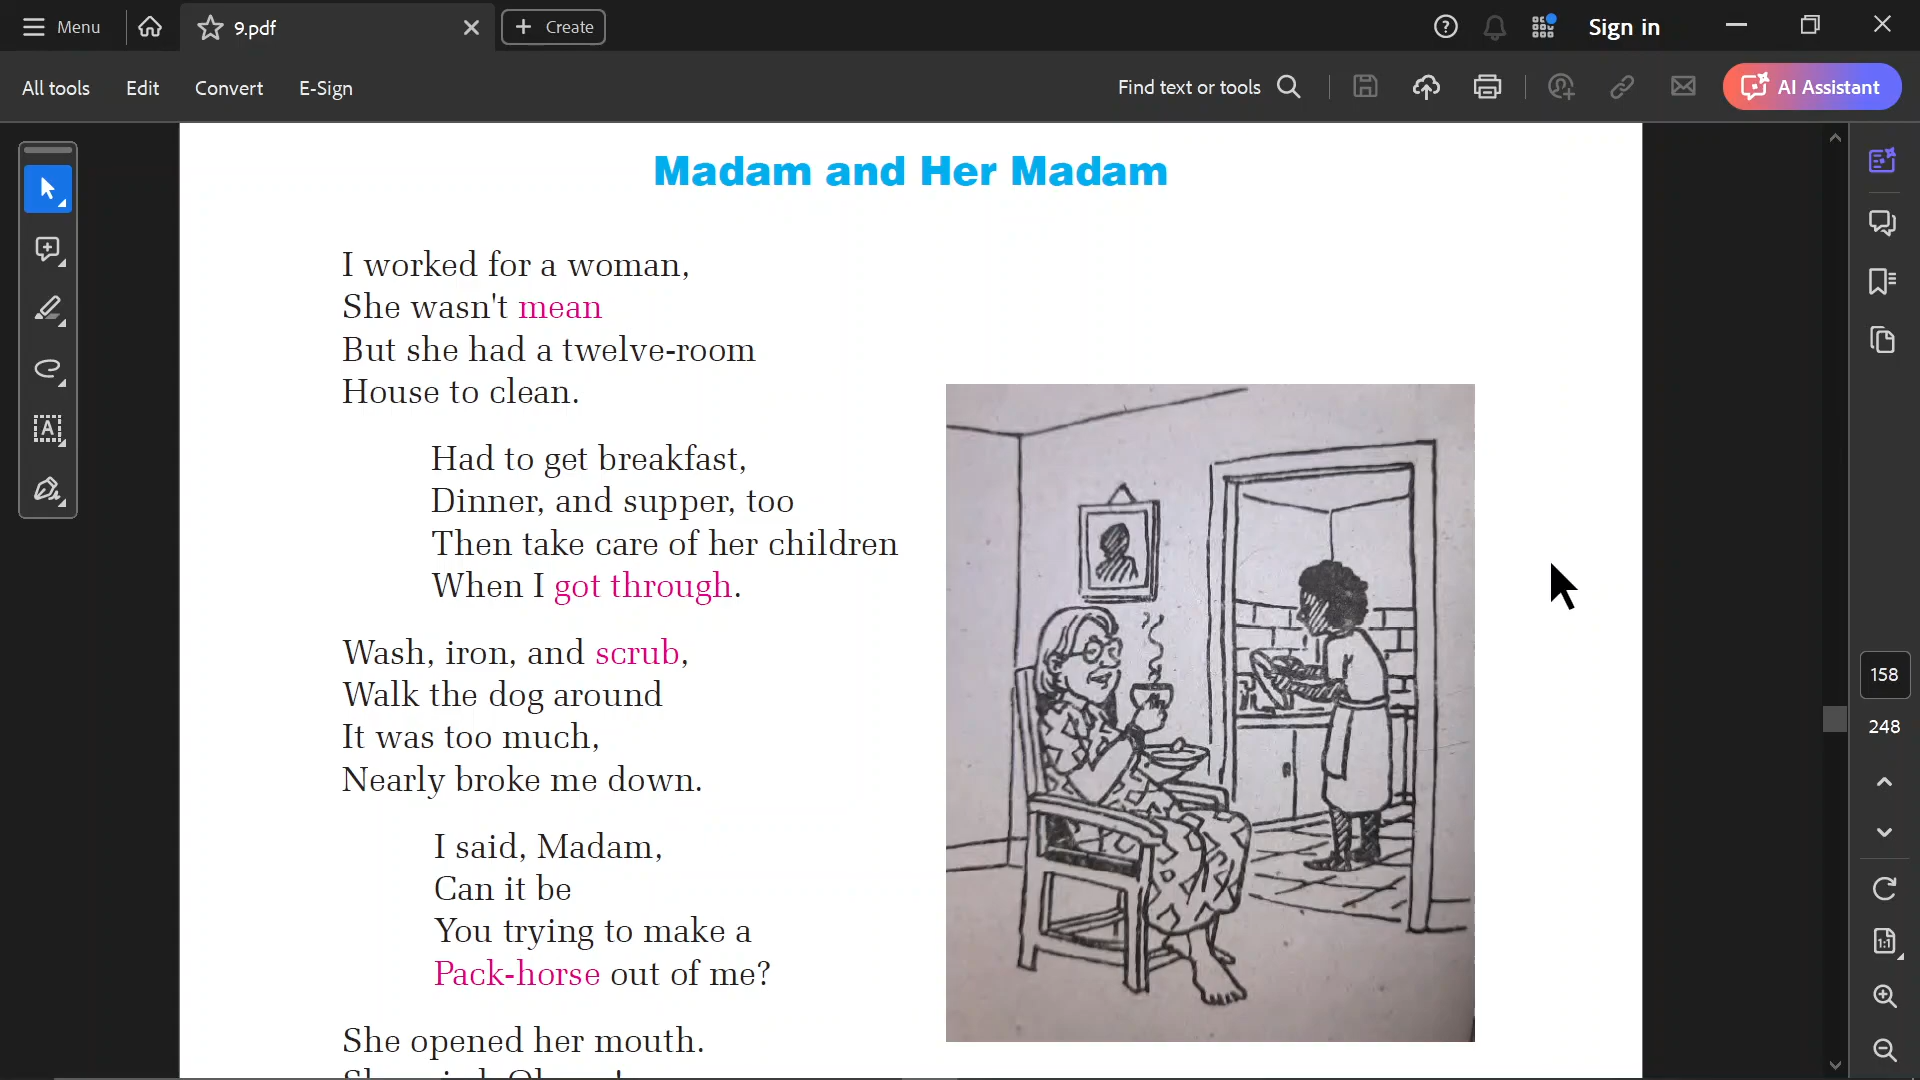 Menu
9.pdf
Create
Sign in
All tools
Edit
Convert
E-Sign
Find text or tools
AI Assistant
Madam and Her Madam
I worked for a woman,
She wasn't mean
But she had a twelve-room
House to clean.
Had to get breakfast,
Dinner, and supper, too
Then take care of her children
When I got through.
Wash, iron, and scrub,
Walk the dog around
It was too much,
Nearly broke me down.
I said, Madam,
Can it be
You trying to make a
Pack-horse out of me?
She opened her mouth.
158
248